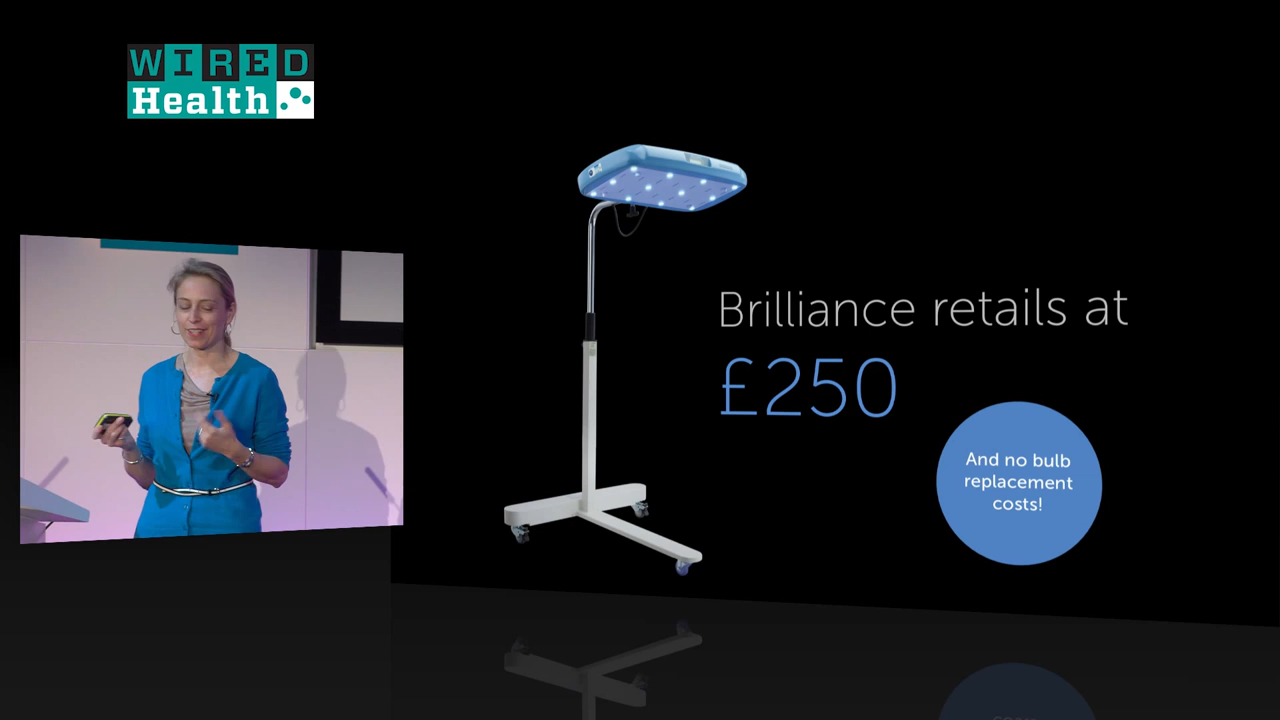 WIRED
Health
Brilliance retails at
£250
And no bulb
replacement
costs!